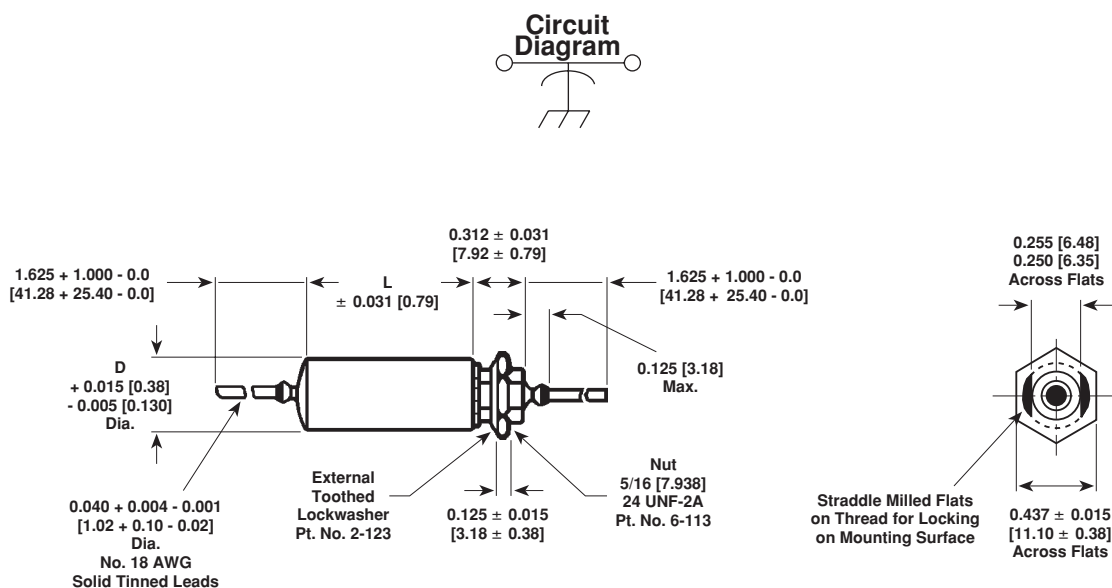 Circuit
Diagram
0.312 ± 0.031
[7.92 ± 0.79]
1.625 + 1.000 - 0.0
[41.28 + 25.40 - 0.0]
L
± 0.031 [0.79]
1.625 + 1.000 - 0.0
[41.28 + 25.40 - 0.0]
0.255 [6.48]
0.250 [6.35]
Across Flats
D
+ 0.015 [0.38]
- 0.005 [0.130]
Dia.
0.125 [3.18]
Max.
0.040 + 0.004 - 0.001
[1.02 + 0.10 - 0.02]
Dia.
No. 18 AWG
Solid Tinned Leads
External
Toothed
Lockwasher
Pt. No. 2-123
0.125 ± 0.015
[3.18 ± 0.38]
Nut
5/16 [7.938]
24 UNF-2A
Pt. No. 6-113
Straddle Milled Flats
on Thread for Locking
on Mounting Surface
0.437 ± 0.015
[11.10 ± 0.38]
Across Flats